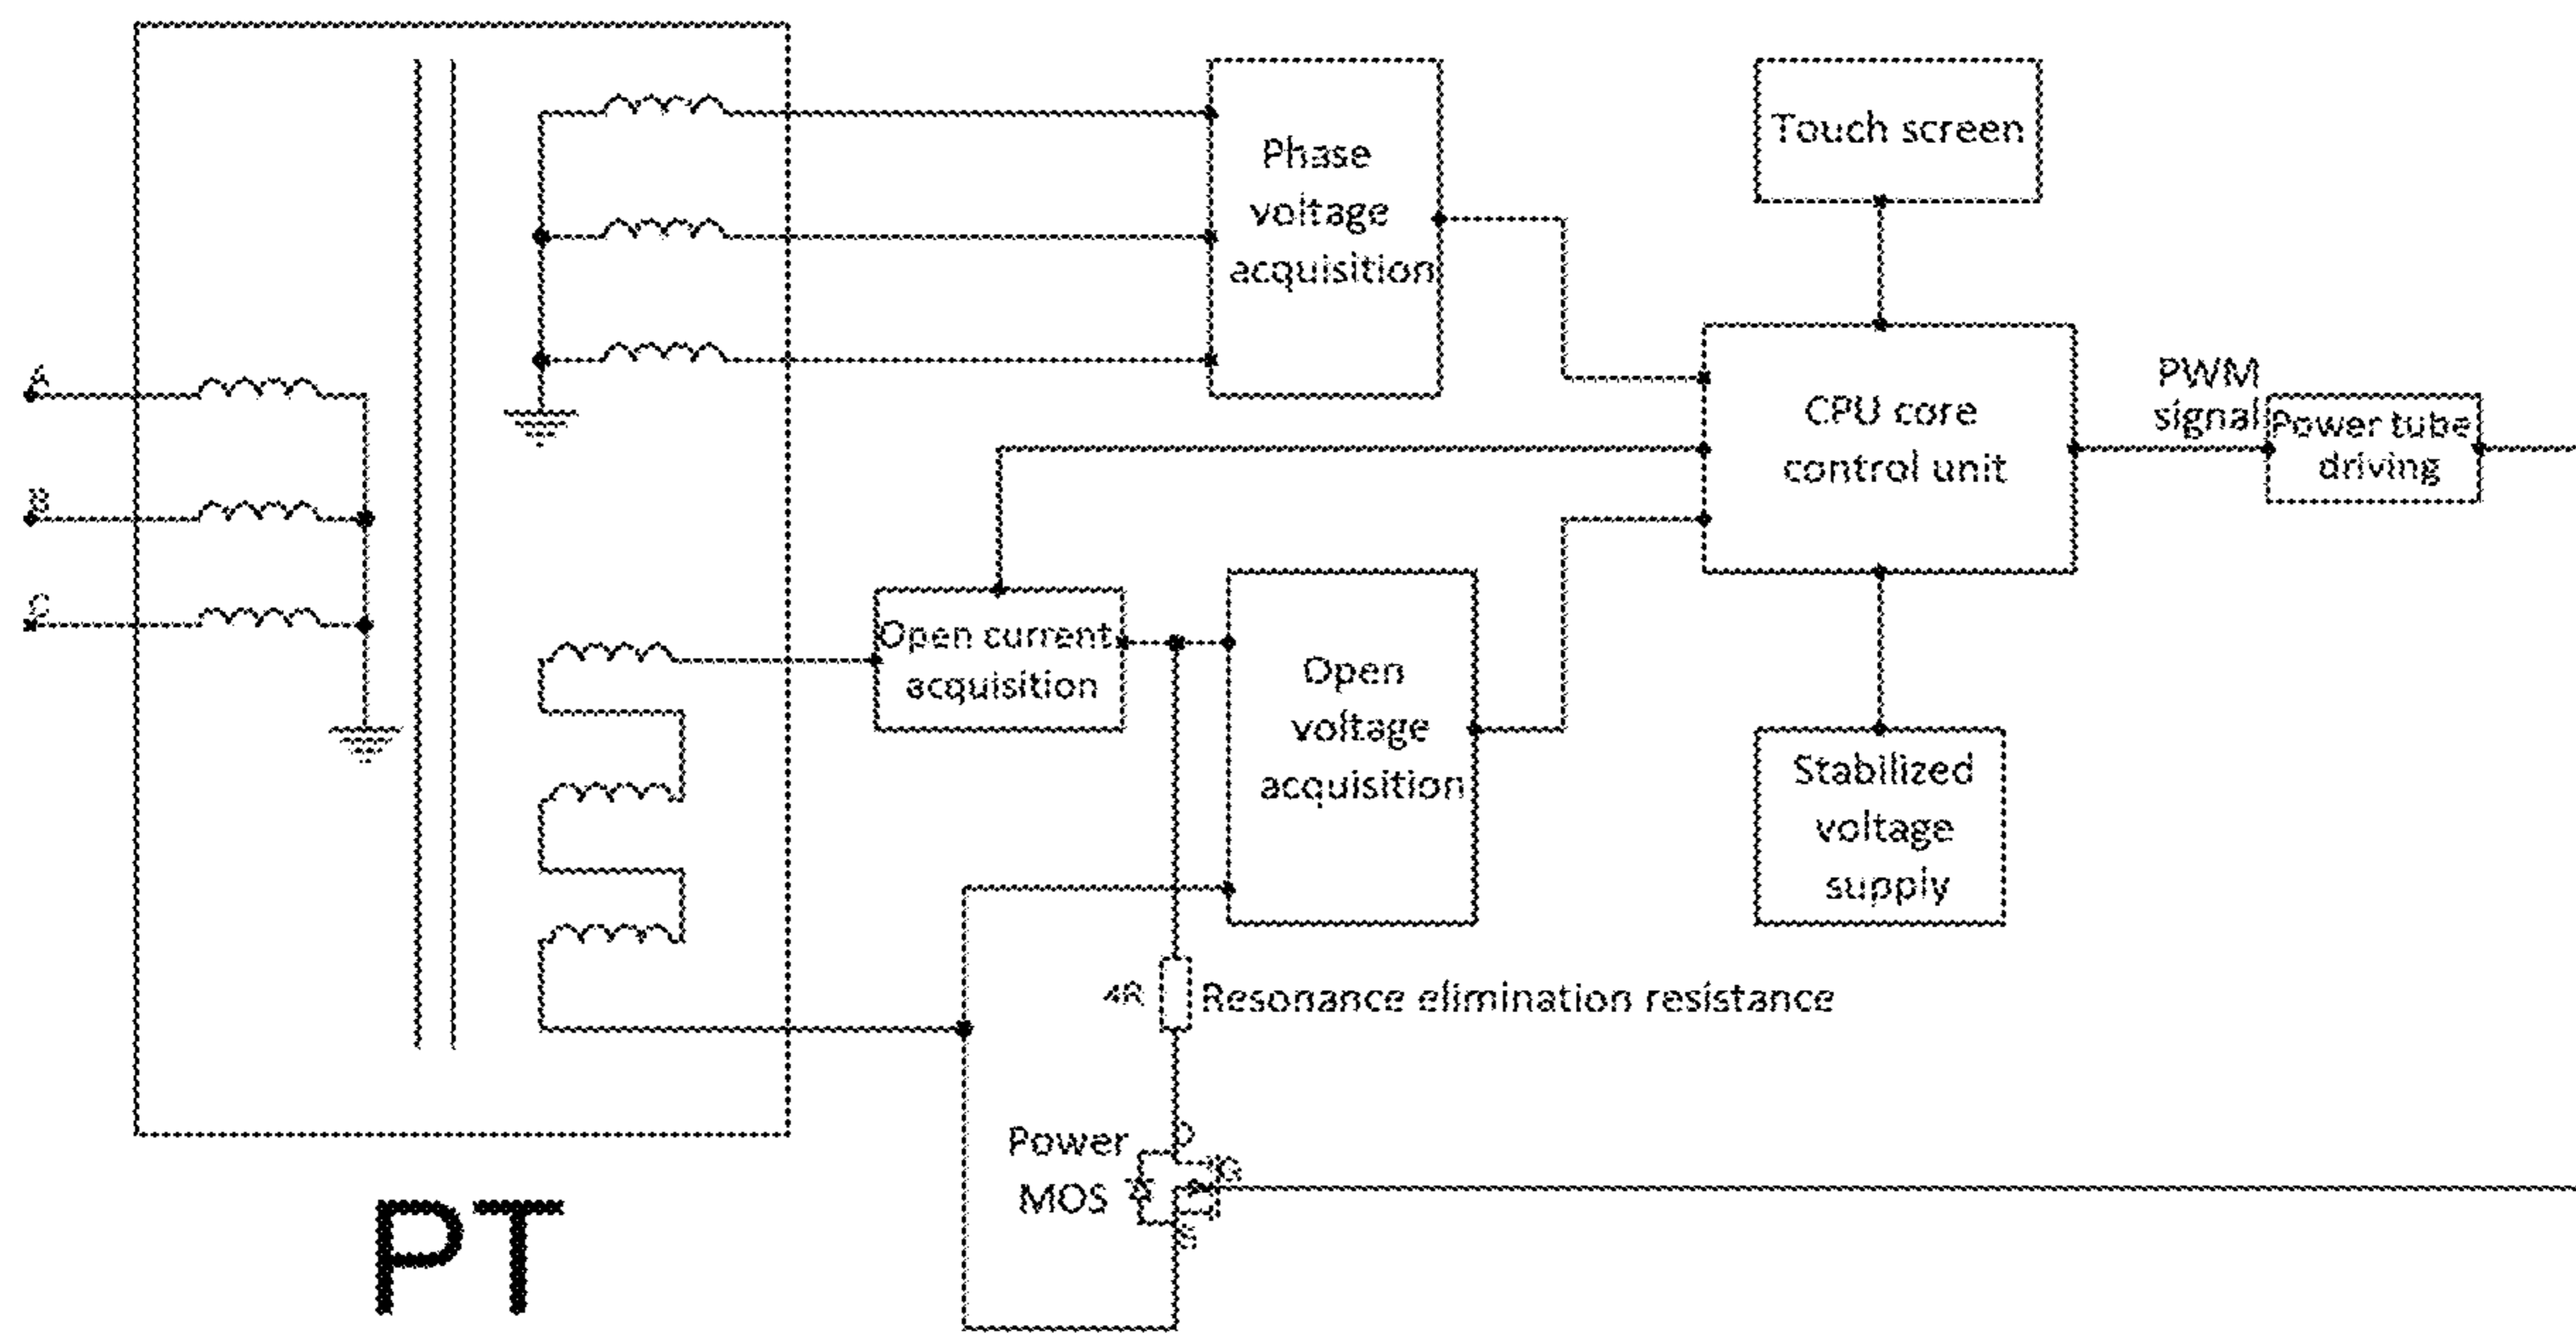 Phase
voltage
acquisition
Touch screen
A
B
C
CPU core
control unit
PWM
signal
Power tube
driving
Open current
acquisition
Open
voltage
acquisition
Stabilized
voltage
supply
4R
Resonance elimination resistance
Power
MOS
D
G
S
PT